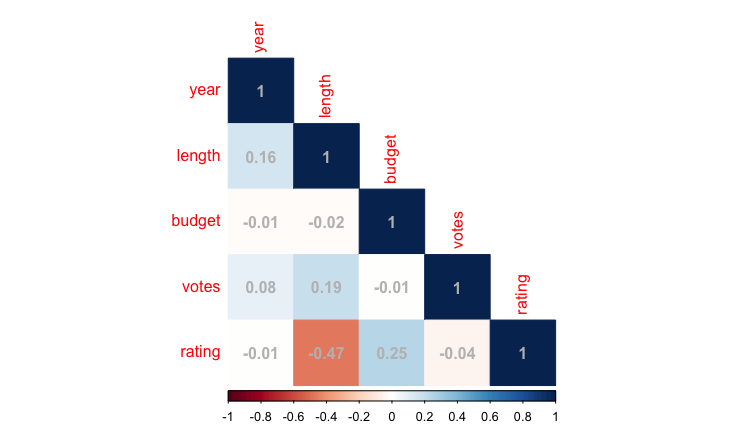 year
year 1 length
length 0.16 1 budget
budget -0.01 -0.02 1 votes
votes 0.08 0.19 -0.01 1 rating
rating -0.01 -0.47 0.25 -0.04 1
-1 -0.8 -0.6 -0.4 -0.2 0 0.2 0.4 0.6 0.8 1